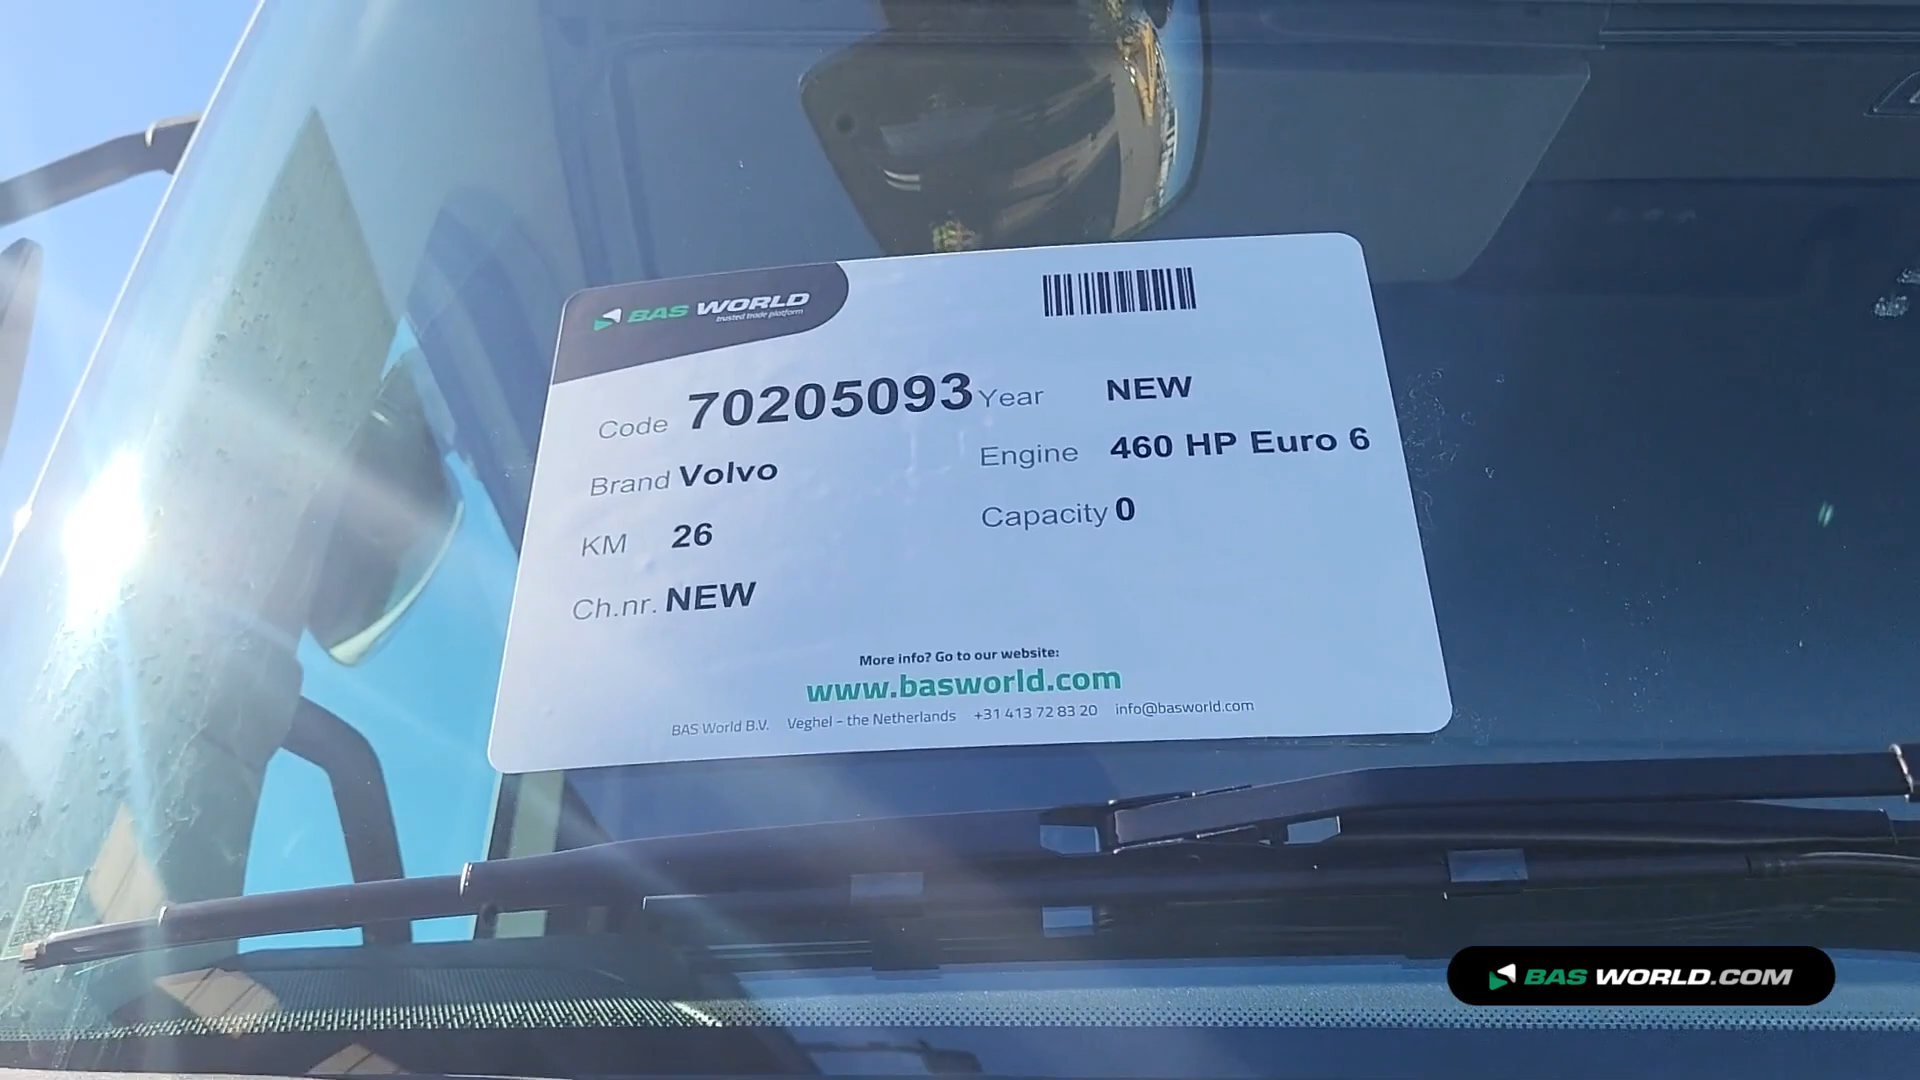 BAS WORLD
trusted trade platform
Code 70205093
Year NEW
Brand Volvo
Engine 460 HP Euro 6
KM 26
Capacity 0
Ch.nr. NEW
More info? Go to our website:
www.basworld.com
BAS World B.V. Veghel - the Netherlands +31 413 72 83 20 info@basworld.com
BAS WORLD.COM